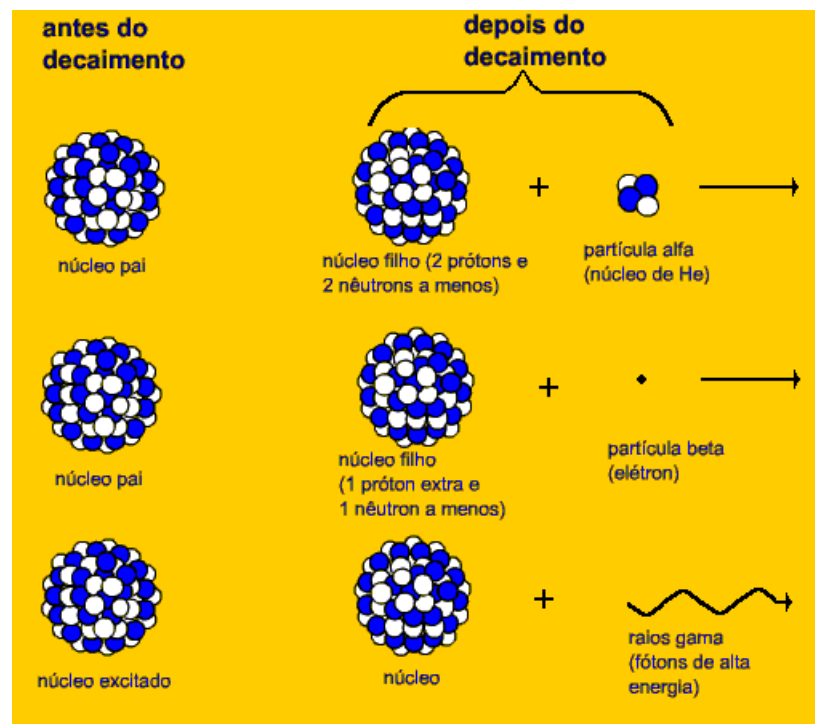 antes do
decaimento
depois do
decaimento
+
núcleo pai
núcleo filho (2 prótons e
2 nêutrons a menos)
partícula alfa
(núcleo de He)
+
núcleo pai
núcleo filho
(1 próton extra e
1 nêutron a menos)
partícula beta
(elétron)
+
núcleo excitado
núcleo
raios gama
(fótons de alta
energia)